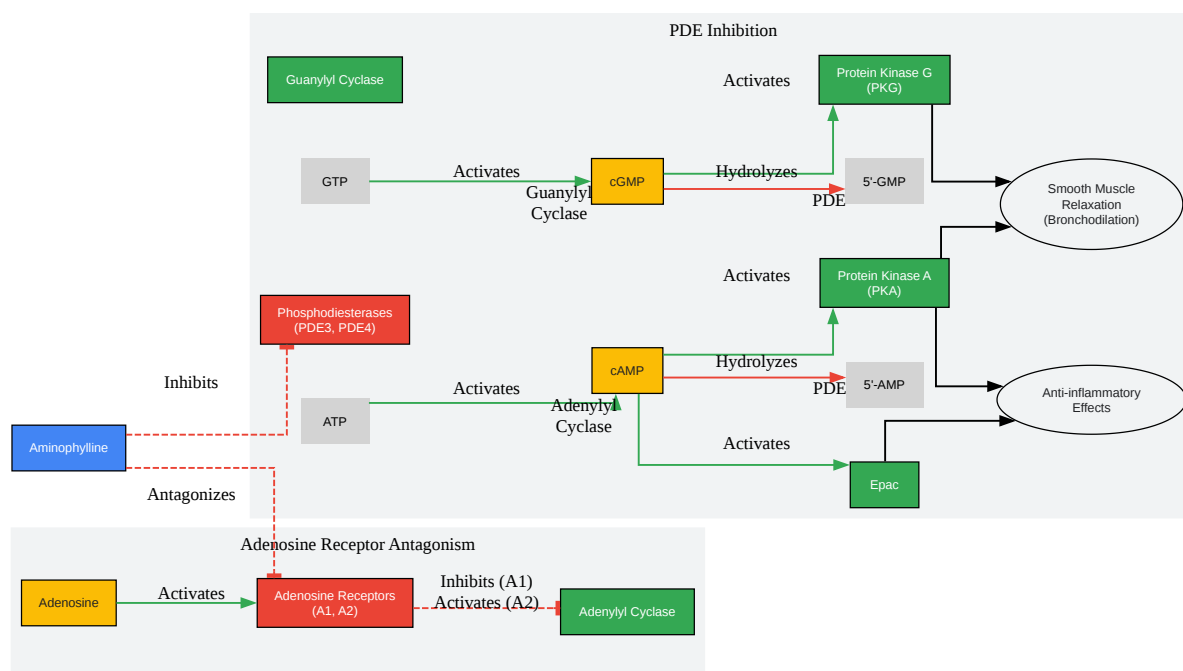 PDE Inhibition
Guanylyl Cyclase
Activates
Protein Kinase G
(PKG)
GTP
Activates
Guanylyl
Cyclase
cGMP
Hydrolyzes
PDE
5'-GMP
Smooth Muscle
Relaxation
(Bronchodilation)
Activates
Protein Kinase A
(PKA)
Phosphodiesterases
(PDE3, PDE4)
Inhibits
ATP
Activates
Adenylyl
Cyclase
cAMP
Hydrolyzes
PDE
5'-AMP
Anti-inflammatory
Effects
Aminophylline
Activates
Epac
Antagonizes
Adenosine Receptor Antagonism
Adenosine
Activates
Adenosine Receptors
(A1, A2)
Inhibits (A1)
Activates (A2)
Adenylyl Cyclase